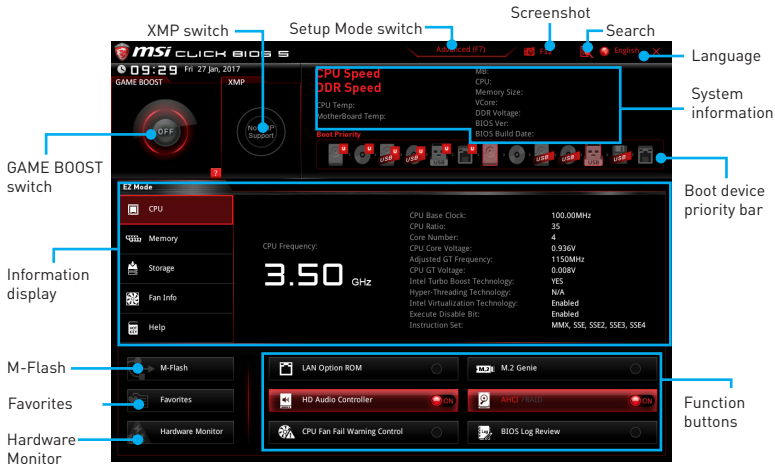 XMP switch
Setup Mode switch
Screenshot
Search
msi CLICK BIOS 5
Advanced (F7)
F12
English
X
Language
09:29 Fri 27 Jan, 2017
GAME BOOST
XMP
CPU Speed
DDR Speed
CPU Temp:
MotherBoard Temp:
MB:
CPU:
Memory Size:
VCore:
DDR Voltage:
BIOS Ver:
BIOS Build Date:
System
information
OFF
No XMP
Support
Boot Priority
U U U U U U
USB USB USB USB USB USB
GAME BOOST
switch
?
Boot device
priority bar
EZ Mode
CPU
Memory
Storage
Fan Info
Help
Information
display
CPU Frequency:
3.50 GHz
CPU Base Clock: 100.00MHz
CPU Ratio: 35
Core Number: 4
CPU Core Voltage: 0.936V
Adjusted GT Frequency: 1150MHz
CPU GT Voltage: 0.008V
Intel Turbo Boost Technology: YES
Hyper-Threading Technology: N/A
Intel Virtualization Technology: Enabled
Execute Disable Bit: Enabled
Instruction Set: MMX, SSE, SSE2, SSE3, SSE4
M-Flash
M-Flash
LAN Option ROM
M.2 M.2 Genie
Favorites
Favorites
HD Audio Controller ON
AHCI /RAID ON
Function
buttons
Hardware
Monitor
Hardware Monitor
CPU Fan Fail Warning Control
Log BIOS Log Review